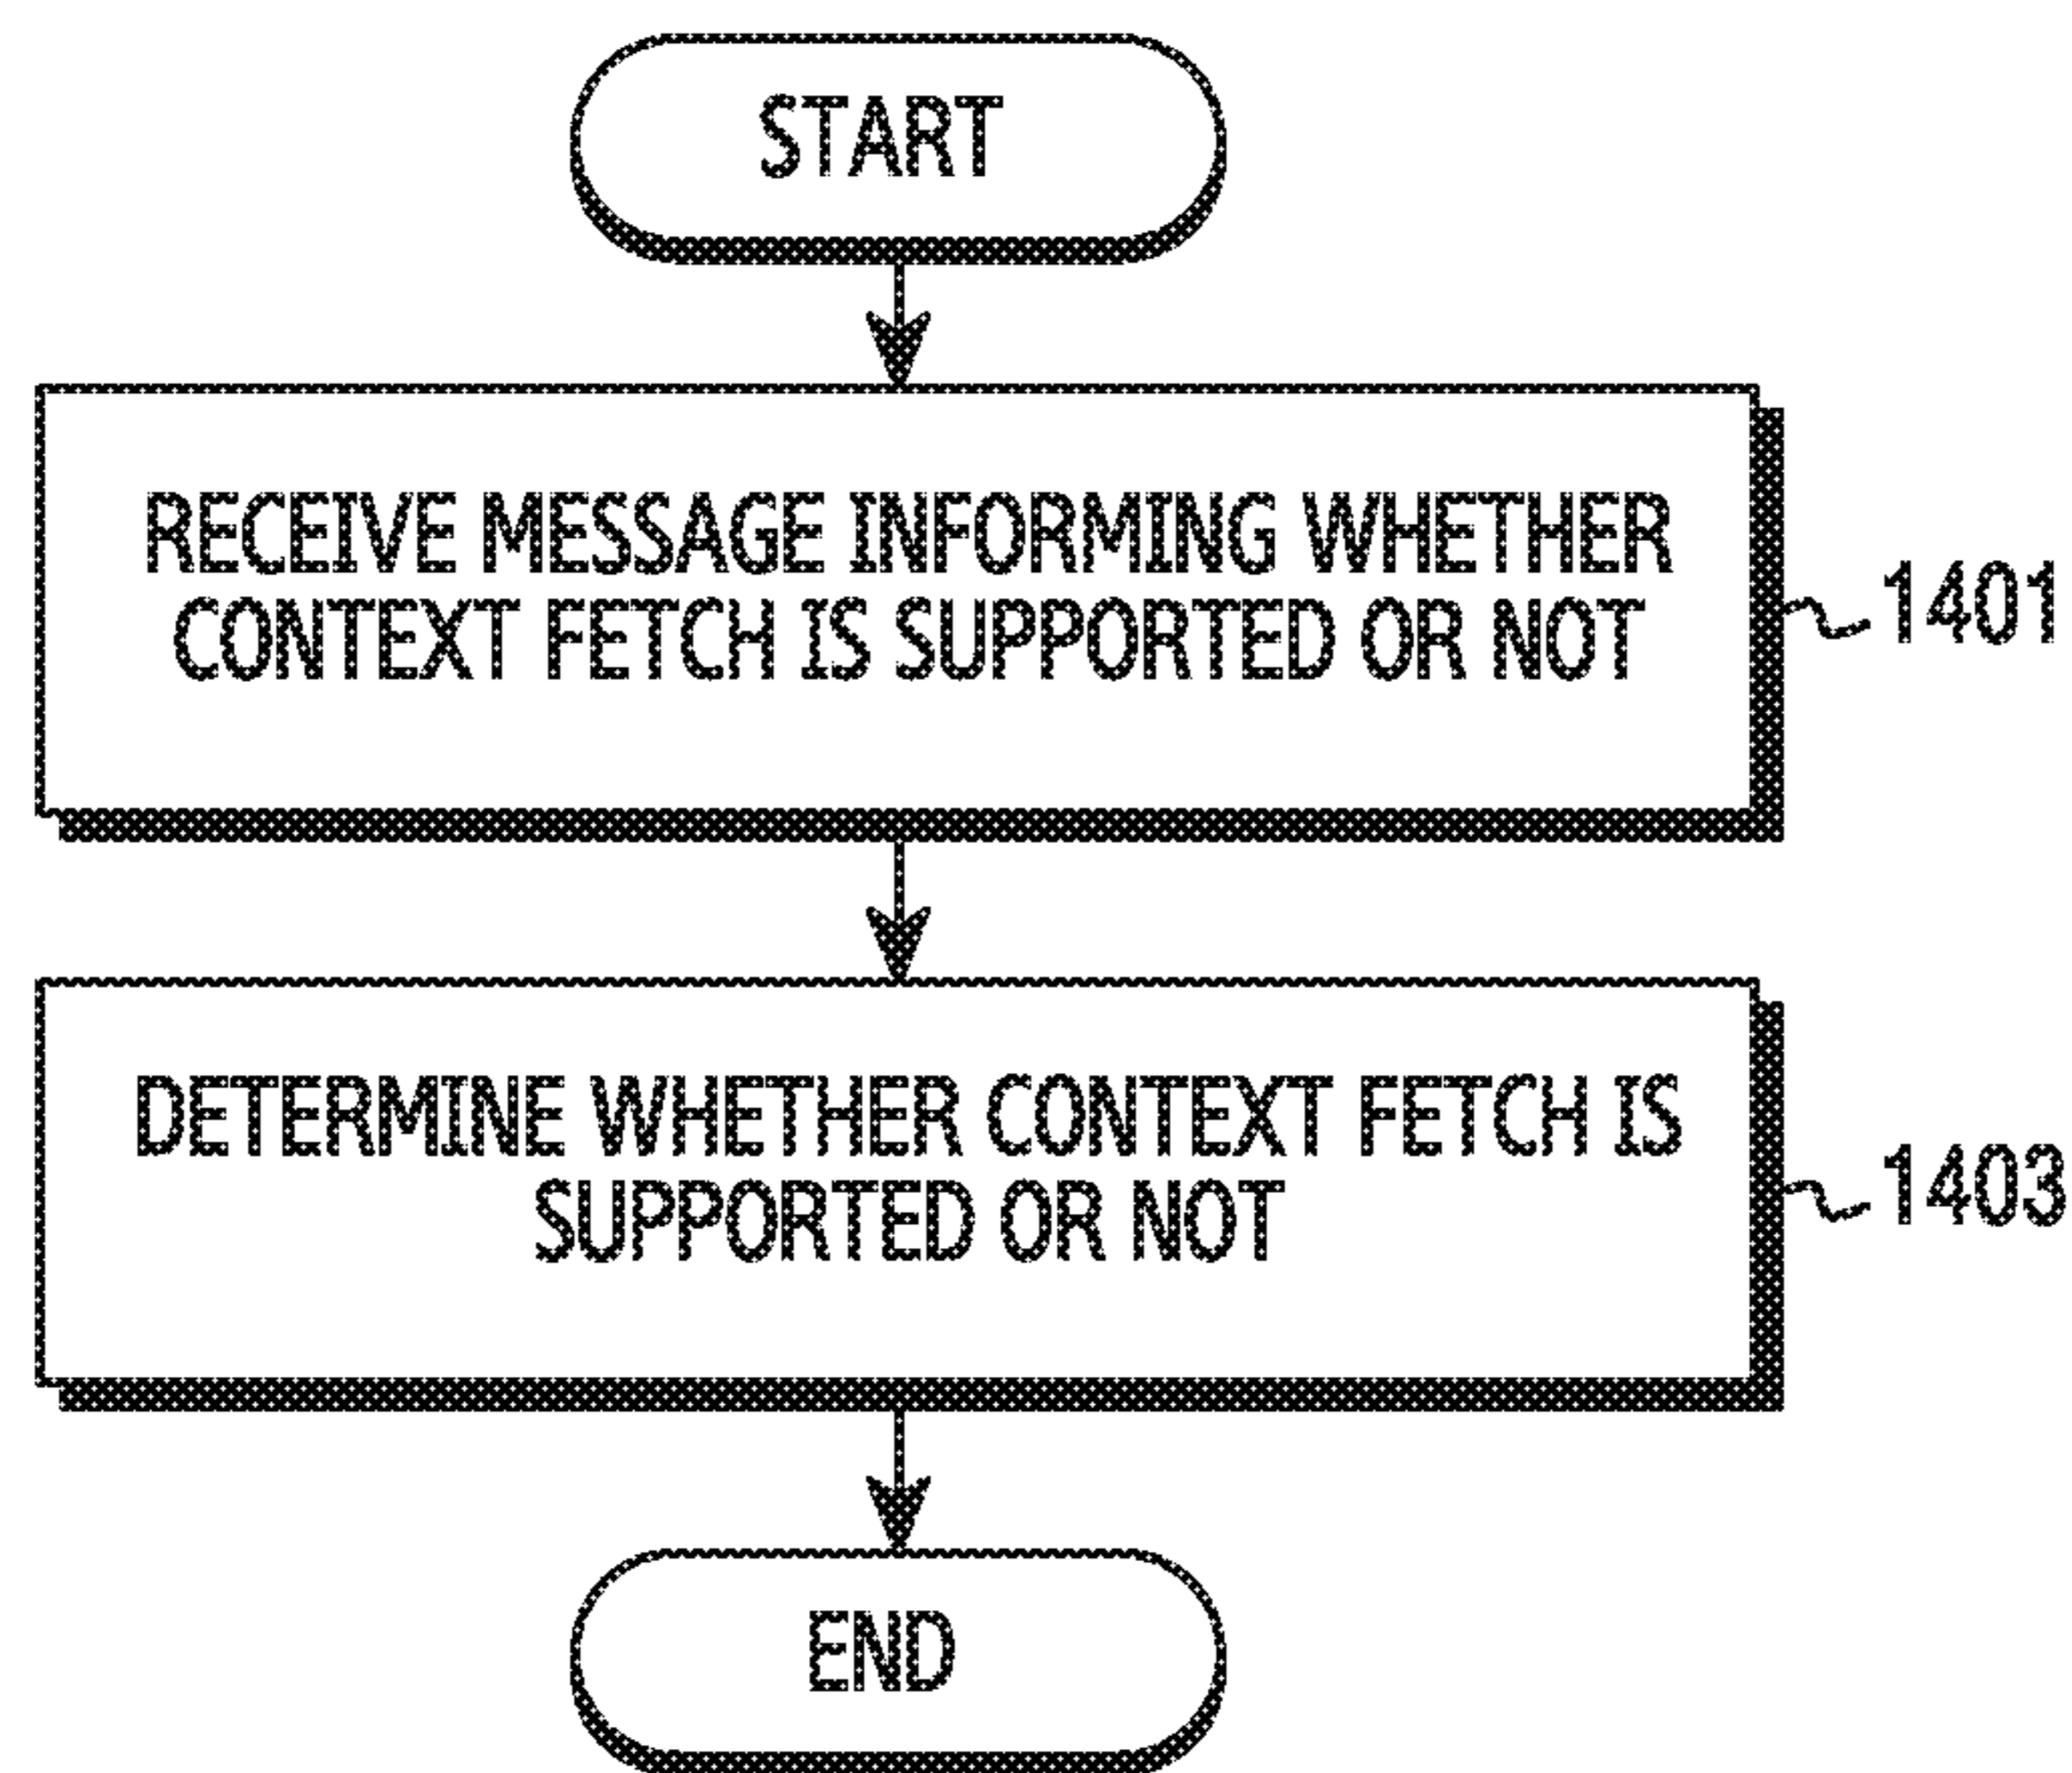 START
RECEIVE MESSAGE INFORMING WHETHER
CONTEXT FETCH IS SUPPORTED OR NOT
1401
DETERMINE WHETHER CONTEXT FETCH IS
SUPPORTED OR NOT
1403
END